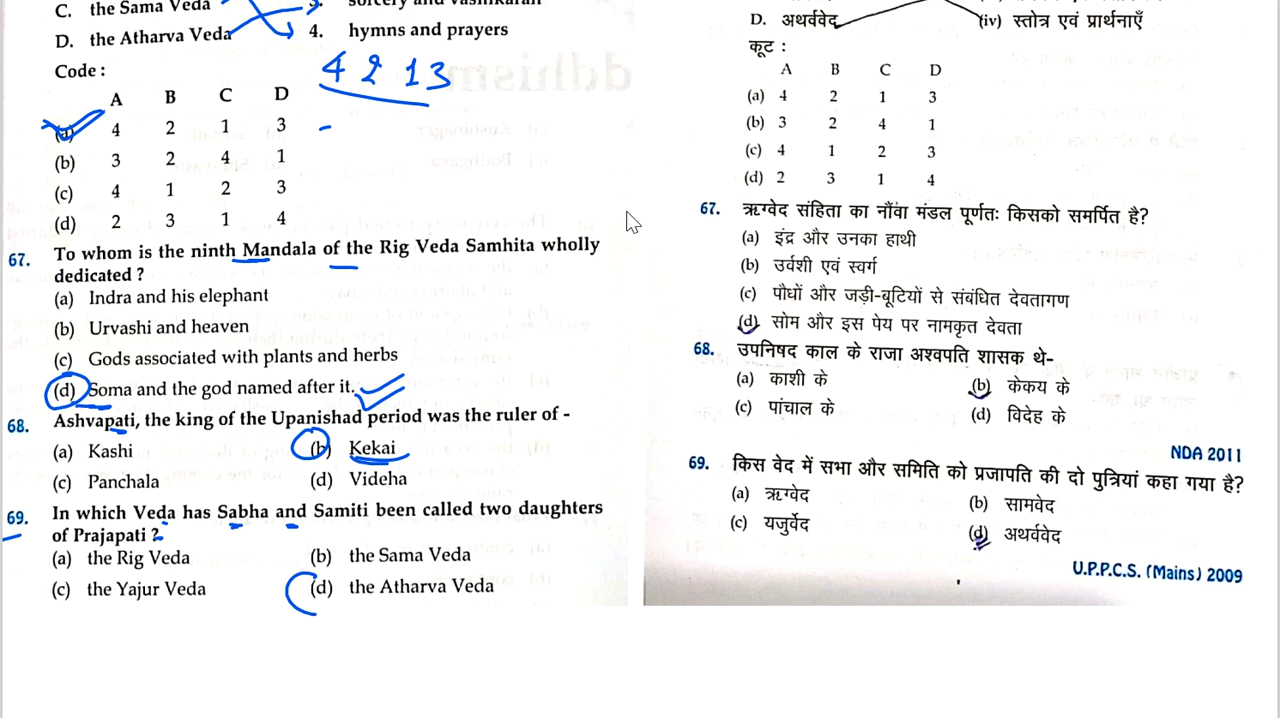 C. the Sama Veda 3. sorcery and vashikaran
D. the Atharva Veda 4. hymns and prayers
Code :
4 2 1 3
A B C D
(a) 4 2 1 3
(b) 3 2 4 1
(c) 4 1 2 3
(d) 2 3 1 4
67. To whom is the ninth Mandala of the Rig Veda Samhita wholly
dedicated ?
(a) Indra and his elephant
(b) Urvashi and heaven
(c) Gods associated with plants and herbs
(d) Soma and the god named after it.
68. Ashvapati, the king of the Upanishad period was the ruler of -
(a) Kashi (b) Kekai
(c) Panchala (d) Videha
69. In which Veda has Sabha and Samiti been called two daughters
of Prajapati ?
(a) the Rig Veda (b) the Sama Veda
(c) the Yajur Veda (d) the Atharva Veda
D. अथर्ववेद (iv) स्तोत्र एवं प्रार्थनाएँ
कूट :
A B C D
(a) 4 2 1 3
(b) 3 2 4 1
(c) 4 1 2 3
(d) 2 3 1 4
67. ऋग्वेद संहिता का नौंवा मंडल पूर्णतः किसको समर्पित है?
(a) इंद्र और उनका हाथी
(b) उर्वशी एवं स्वर्ग
(c) पौधों और जड़ी-बूटियों से संबंधित देवतागण
(d) सोम और इस पेय पर नामकृत देवता
68. उपनिषद काल के राजा अश्वपति शासक थे-
(a) काशी के (b) केकय के
(c) पांचाल के (d) विदेह के
NDA 2011
69. किस वेद में सभा और समिति को प्रजापति की दो पुत्रियां कहा गया है?
(a) ऋग्वेद (b) सामवेद
(c) यजुर्वेद (d) अथर्ववेद
U.P.P.C.S. (Mains) 2009